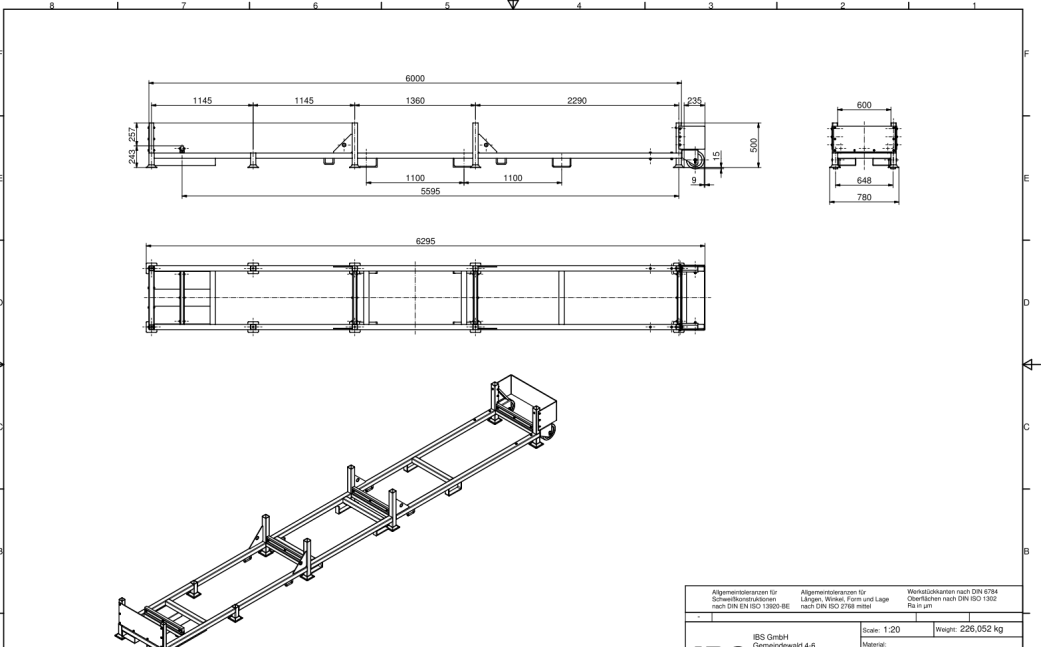 8 7 6 5 4 3 2 1
F F
6000
1145 1145 1360 2290 235 600
257 243 500 15
E E
1100 1100 9
5595
648
780
6295
D D
C C
B B
Allgemeintoleranzen für Schweißkonstruktionen nach DIN EN ISO 13920-BE
Allgemeintoleranzen für Längen, Winkel, Form und Lage nach DIN ISO 2768 mittel
Werkstückkanten nach DIN 6784 Oberflächen nach DIN ISO 1302 Ra in µm
-
Scale: 1:20 Weight: 226,052 kg
IBS GmbH
Gemeindewald 4-6
Material: